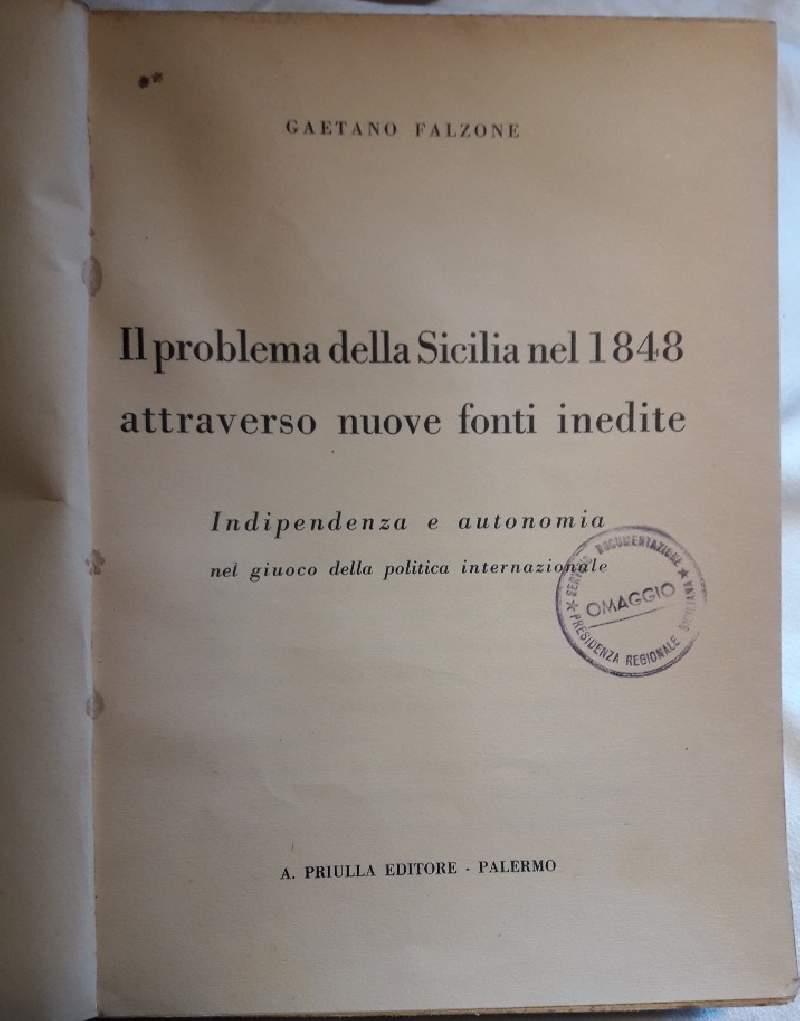 GAETANO FALZONE
Il problema della Sicilia nel 1848
attraverso nuove fonti inedite
Indipendenza e autonomia
nel giuoco della politica internazionale
DOCUMENTAZIONE
OMAGGIO
PRESIDENZA REGIONALE
A. PRIULLA EDITORE - PALERMO